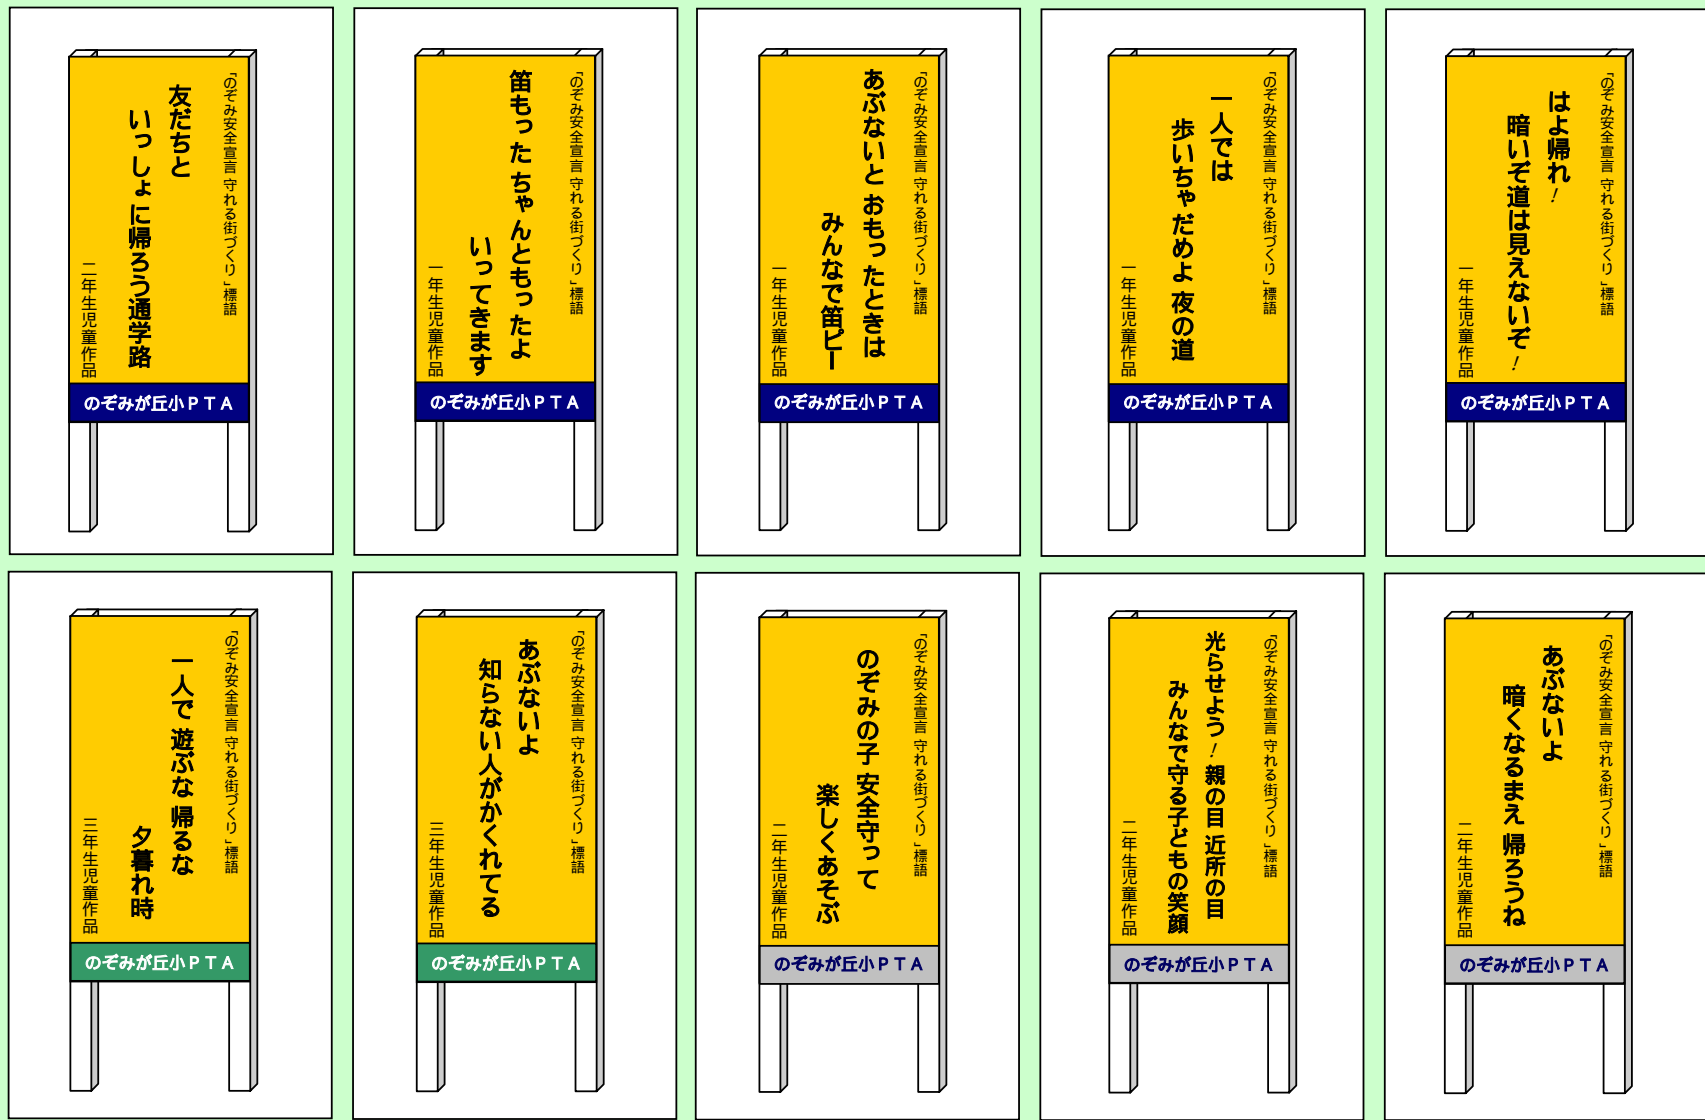 「のぞみ安全宣言 守れる街づくり」標語
友だちと
いっしょに帰ろう通学路
二年生児童作品
のぞみが丘小ＰＴＡ
「のぞみ安全宣言 守れる街づくり」標語
笛もった ちゃんともったよ
いってきます
一年生児童作品
のぞみが丘小ＰＴＡ
「のぞみ安全宣言 守れる街づくり」標語
あぶないと おもったときは
みんなで笛ピー
一年生児童作品
のぞみが丘小ＰＴＡ
「のぞみ安全宣言 守れる街づくり」標語
一人では
歩いちゃだめよ 夜の道
一年生児童作品
のぞみが丘小ＰＴＡ
「のぞみ安全宣言 守れる街づくり」標語
はよ帰れ！
暗いぞ道は見えないぞ！
一年生児童作品
のぞみが丘小ＰＴＡ
「のぞみ安全宣言 守れる街づくり」標語
一人で 遊ぶな 帰るな
夕暮れ時
三年生児童作品
のぞみが丘小ＰＴＡ
「のぞみ安全宣言 守れる街づくり」標語
あぶないよ
知らない人がかくれてる
三年生児童作品
のぞみが丘小ＰＴＡ
「のぞみ安全宣言 守れる街づくり」標語
のぞみの子 安全守って
楽しくあそぶ
二年生児童作品
のぞみが丘小ＰＴＡ
「のぞみ安全宣言 守れる街づくり」標語
光らせよう！親の目 近所の目
みんなで守る子どもの笑顔
二年生児童作品
のぞみが丘小ＰＴＡ
「のぞみ安全宣言 守れる街づくり」標語
あぶないよ
暗くなるまえ 帰ろうね
二年生児童作品
のぞみが丘小ＰＴＡ